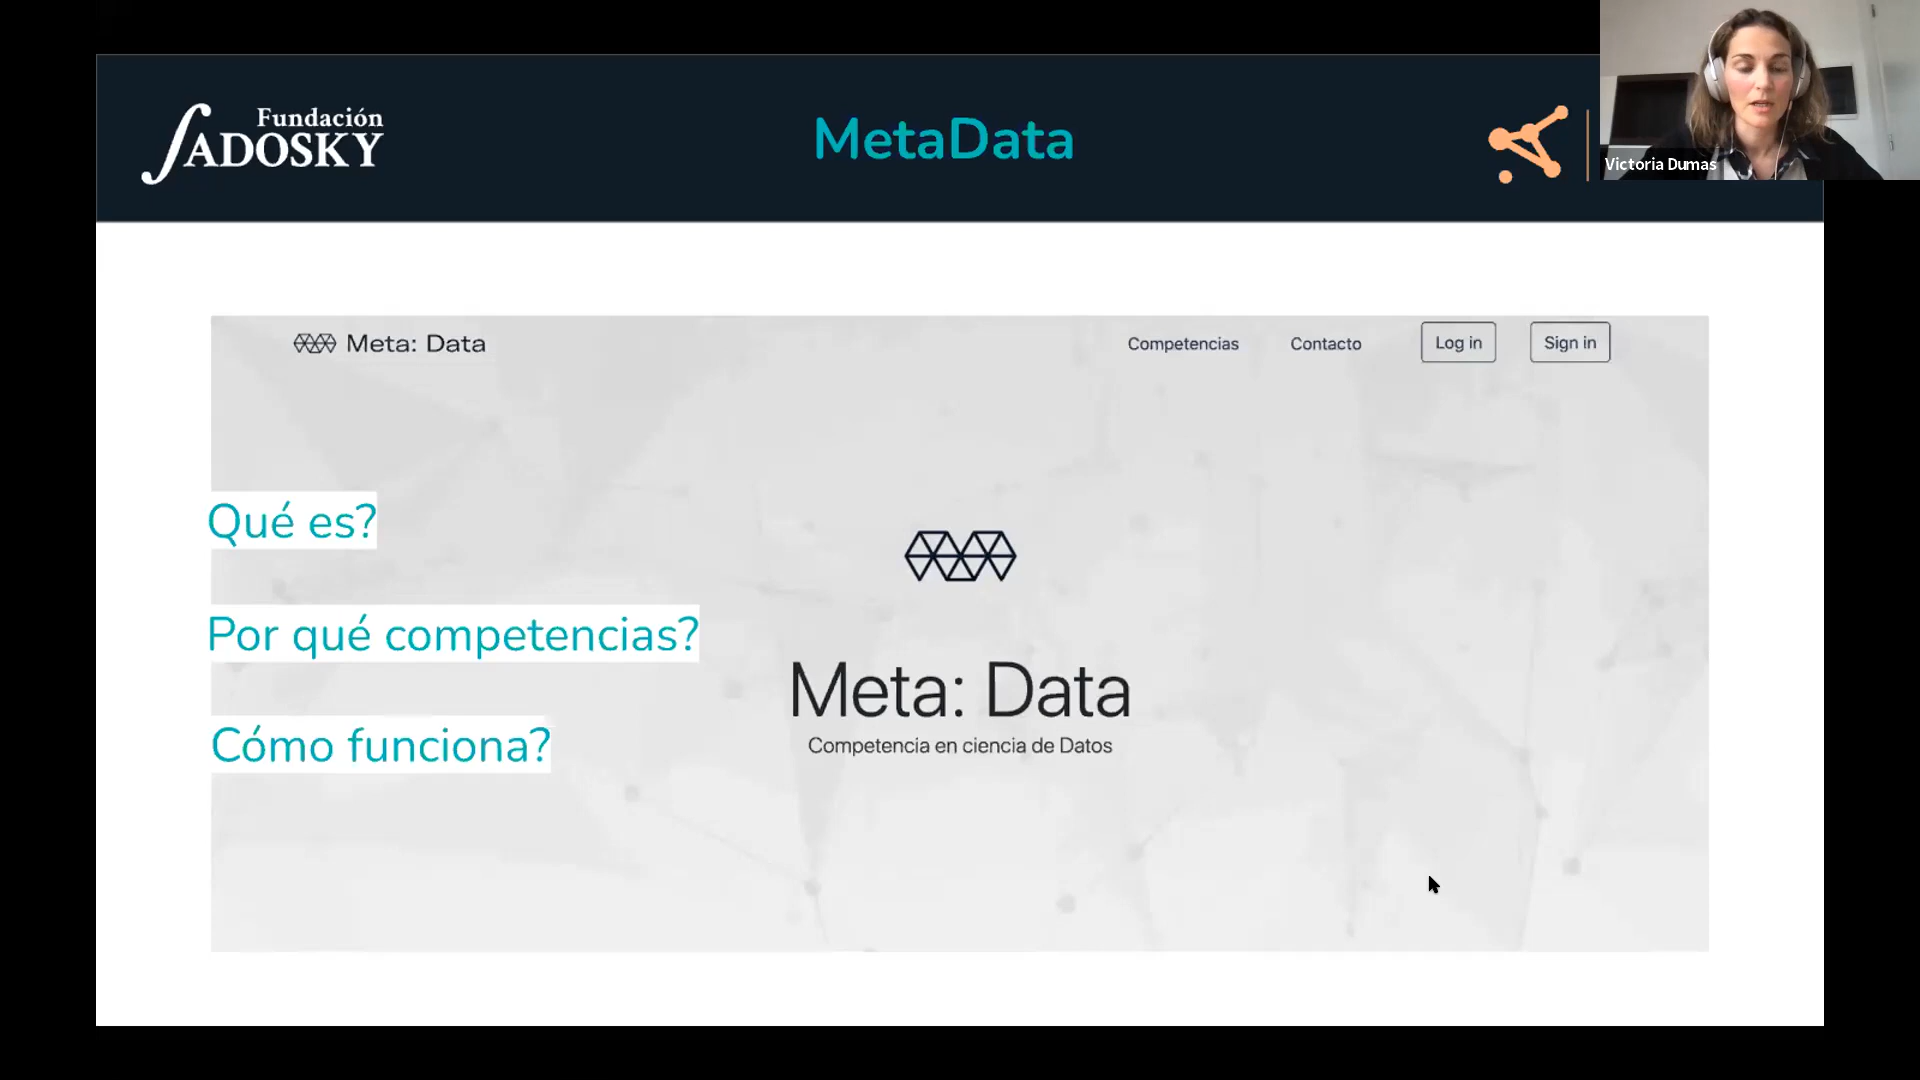 Fundación
SADOSKY
MetaData
Victoria Dumas
Meta: Data
Competencias
Contacto
Log in
Sign in
Qué es?
Por qué competencias?
Cómo funciona?
Meta: Data
Competencia en ciencia de Datos